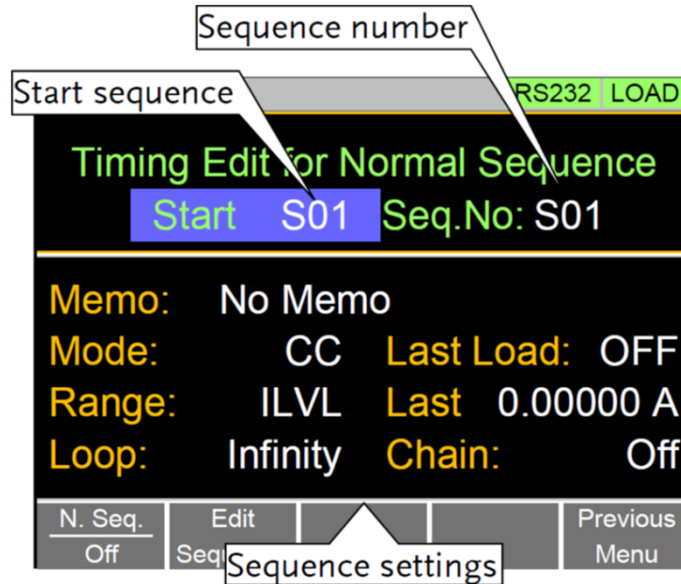 Sequence number
Start sequence
RS232 LOAD
Timing Edit for Normal Sequence
Start S01 Seq.No: S01
Memo: No Memo
Mode: CC Last Load: OFF
Range: ILVL Last 0.00000 A
Loop: Infinity Chain: Off
N. Seq. Edit Previous
Off Menu
Sequence settings